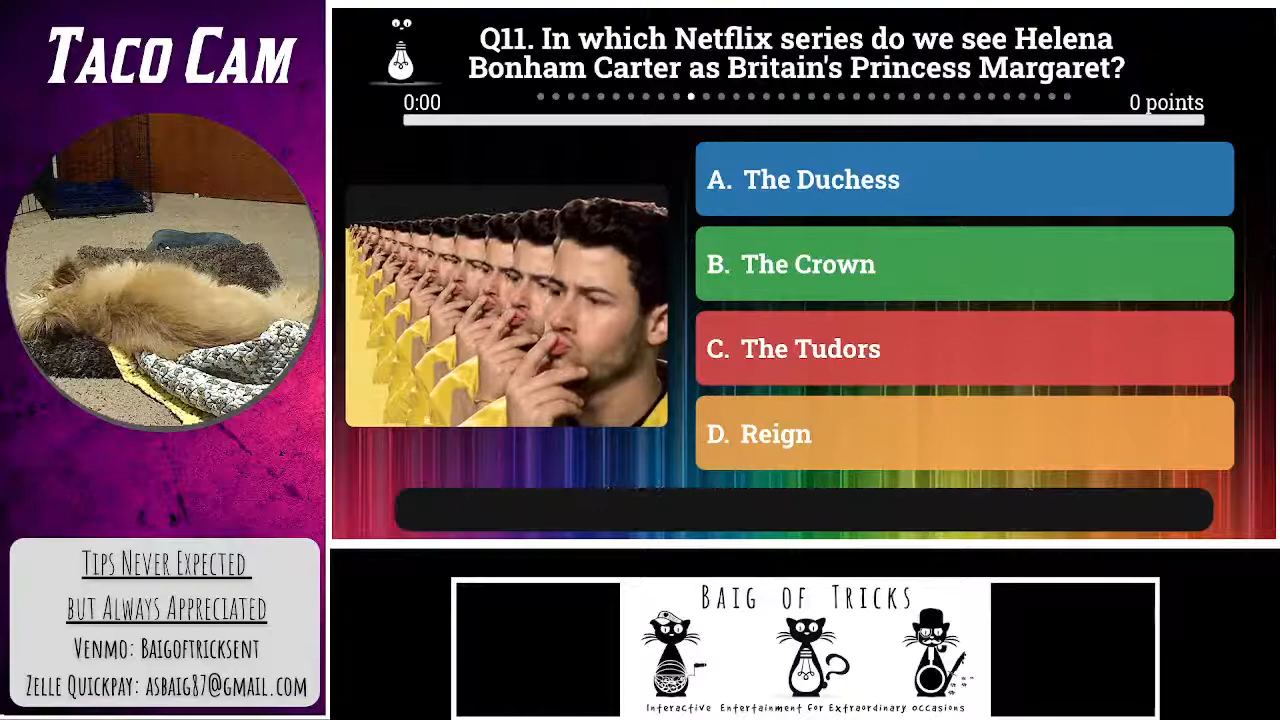 TACO CAM
Q11. In which Netflix series do we see Helena
Bonham Carter as Britain's Princess Margaret?
0:00
0 points
A. The Duchess
B. The Crown
C. The Tudors
D. Reign
TIPS NEVER EXPECTED
BUT ALWAYS APPRECIATED
VENMO: BAIGOFTRICKSENT
ZELLE QUICKPAY: ASBAIG87@GMAIL.COM
BAIG OF TRICKS
Interactive Entertainment for Extraordinary Occasions